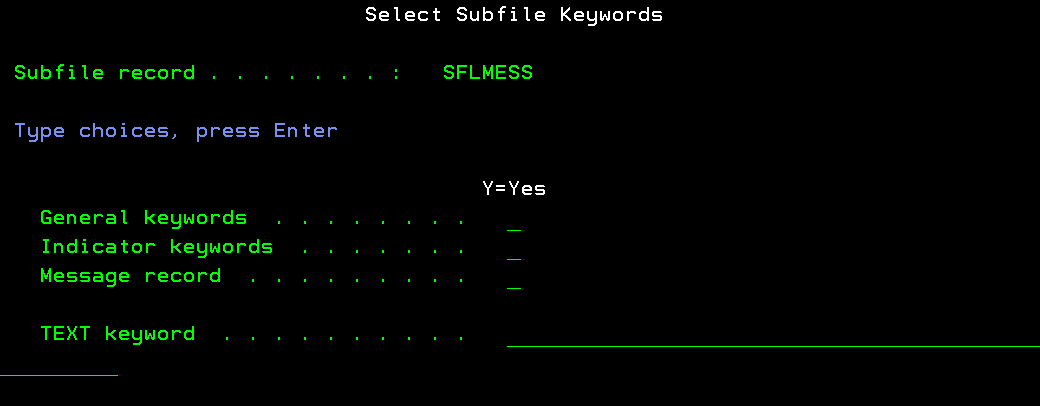 Select Subfile Keywords
Subfile record . . . . . . . . :   SFLMESS
Type choices, press Enter
Y=Yes
General keywords  . . . . . . . .   _
Indicator keywords  . . . . . . .   _
Message record  . . . . . . . . .   _
TEXT keyword  . . . . . . . . . .   __________________________________________________